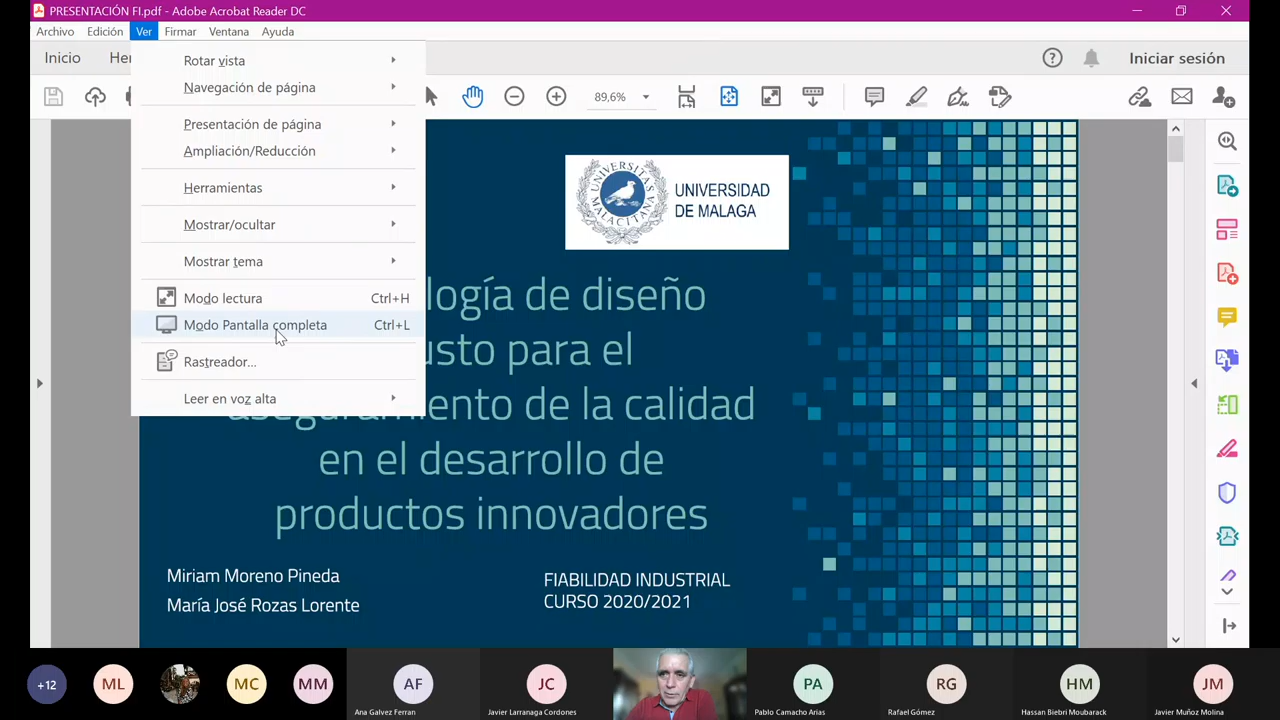 PRESENTACIÓN FI.pdf - Adobe Acrobat Reader DC
Archivo Edición Ver Firmar Ventana Ayuda
Inicio Her
Iniciar sesión
89,6%
Rotar vista
Navegación de página
Presentación de página
Ampliación/Reducción
Herramientas
Mostrar/ocultar
Mostrar tema
Modo lectura Ctrl+H
Modo Pantalla completa Ctrl+L
Rastreador...
Leer en voz alta
UNIVERSITAS MALACITANA
UNIVERSIDAD
DE MALAGA
logía de diseño
usto para el
aseguramiento de la calidad
en el desarrollo de
productos innovadores
Miriam Moreno Pineda
María José Rozas Lorente
FIABILIDAD INDUSTRIAL
CURSO 2020/2021
+12 ML MC MM AF JC PA RG HM JM
Ana Galvez Ferran Javier Larranaga Cordones Pablo Camacho Arias Rafael Gómez Hassan Biebri Moubarack Javier Muñoz Molina